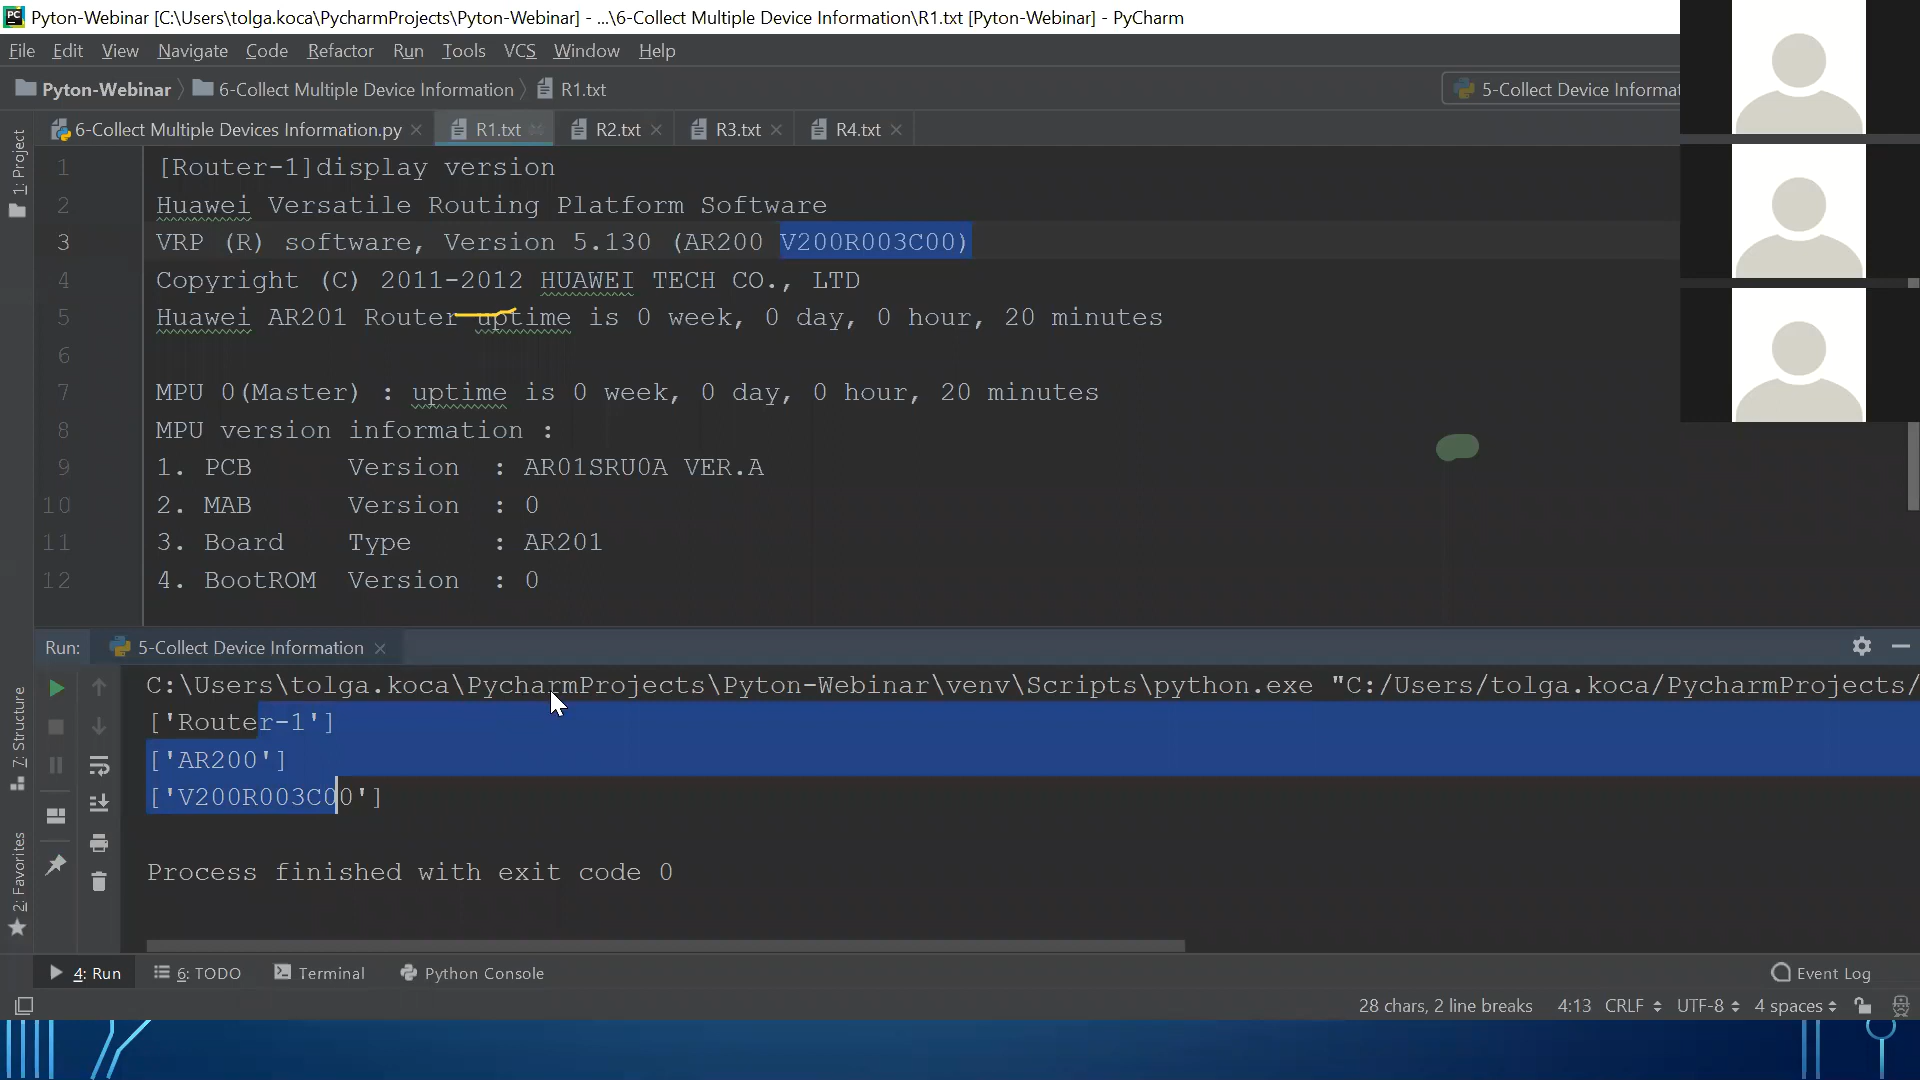 Pyton-Webinar [C:\Users\tolga.koca\PycharmProjects\Pyton-Webinar] - ...\6-Collect Multiple Device Information\R1.txt [Pyton-Webinar] - PyCharm
File Edit View Navigate Code Refactor Run Tools VCS Window Help
Pyton-Webinar 6-Collect Multiple Device Information R1.txt 5-Collect Device Informat
6-Collect Multiple Devices Information.py R1.txt R2.txt R3.txt R4.txt
1: Project
1 [Router-1]display version
2 Huawei Versatile Routing Platform Software
3 VRP (R) software, Version 5.130 (AR200 V200R003C00)
4 Copyright (C) 2011-2012 HUAWEI TECH CO., LTD
5 Huawei AR201 Router uptime is 0 week, 0 day, 0 hour, 20 minutes
6
7 MPU 0(Master) : uptime is 0 week, 0 day, 0 hour, 20 minutes
8 MPU version information :
9 1. PCB Version : AR01SRU0A VER.A
10 2. MAB Version : 0
11 3. Board Type : AR201
12 4. BootROM Version : 0
Run: 5-Collect Device Information
7: Structure
2: Favorites
C:\Users\tolga.koca\PycharmProjects\Pyton-Webinar\venv\Scripts\python.exe "C:/Users/tolga.koca/PycharmProjects/
['Router-1']
['AR200']
['V200R003C00']
Process finished with exit code 0
4: Run 6: TODO Terminal Python Console Event Log
28 chars, 2 line breaks 4:13 CRLF UTF-8 4 spaces